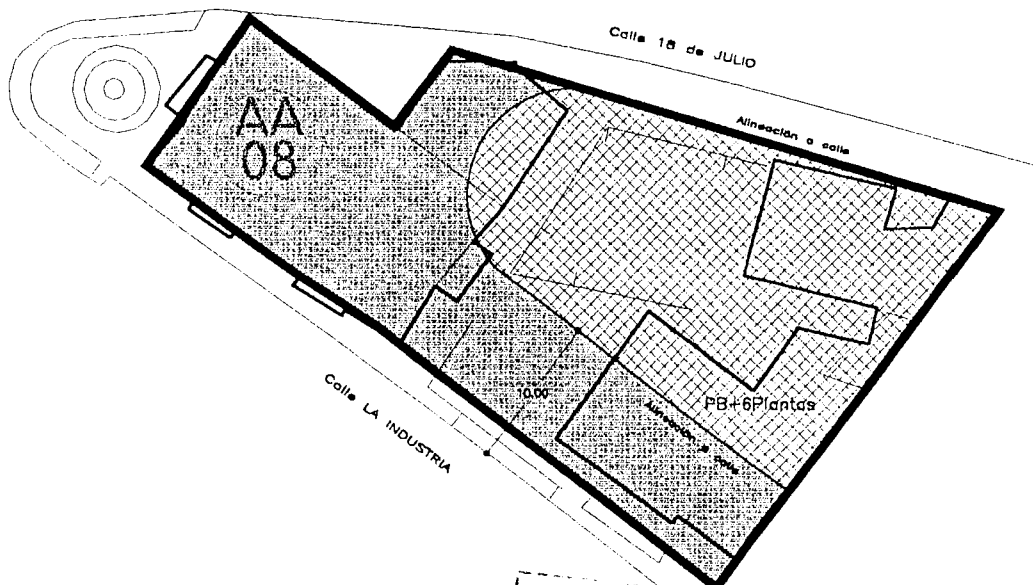 Calle 18 de JULIO
Alineación a calle
AA
08
10.00
PB+6Plantas
Alineación a calle
Calle LA INDUSTRIA